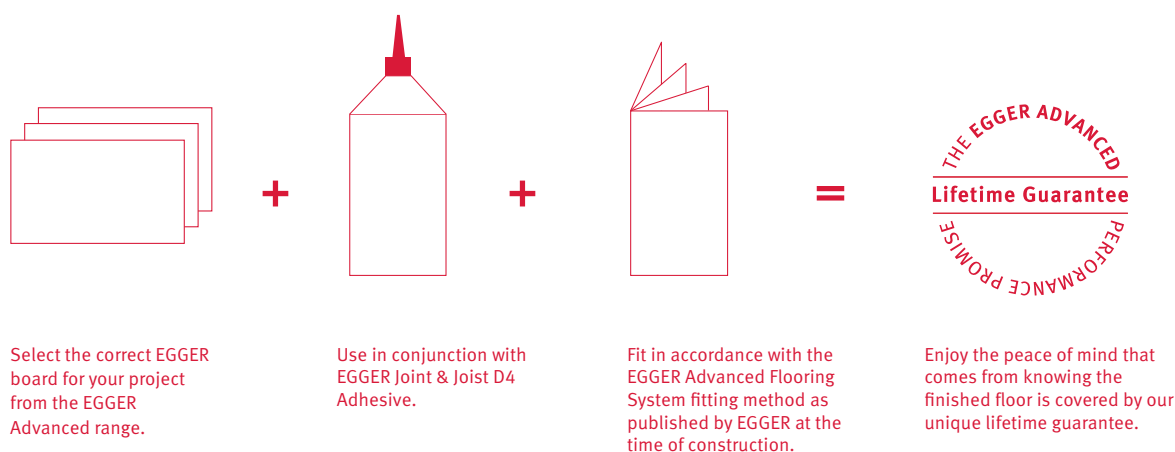 +
+
=
THE EGGER ADVANCED
Lifetime Guarantee
PERFORMANCE PROMISE
Select the correct EGGER
board for your project
from the EGGER
Advanced range.
Use in conjunction with
EGGER Joint & Joist D4
Adhesive.
Fit in accordance with the
EGGER Advanced Flooring
System fitting method as
published by EGGER at the
time of construction.
Enjoy the peace of mind that
comes from knowing the
finished floor is covered by our
unique lifetime guarantee.